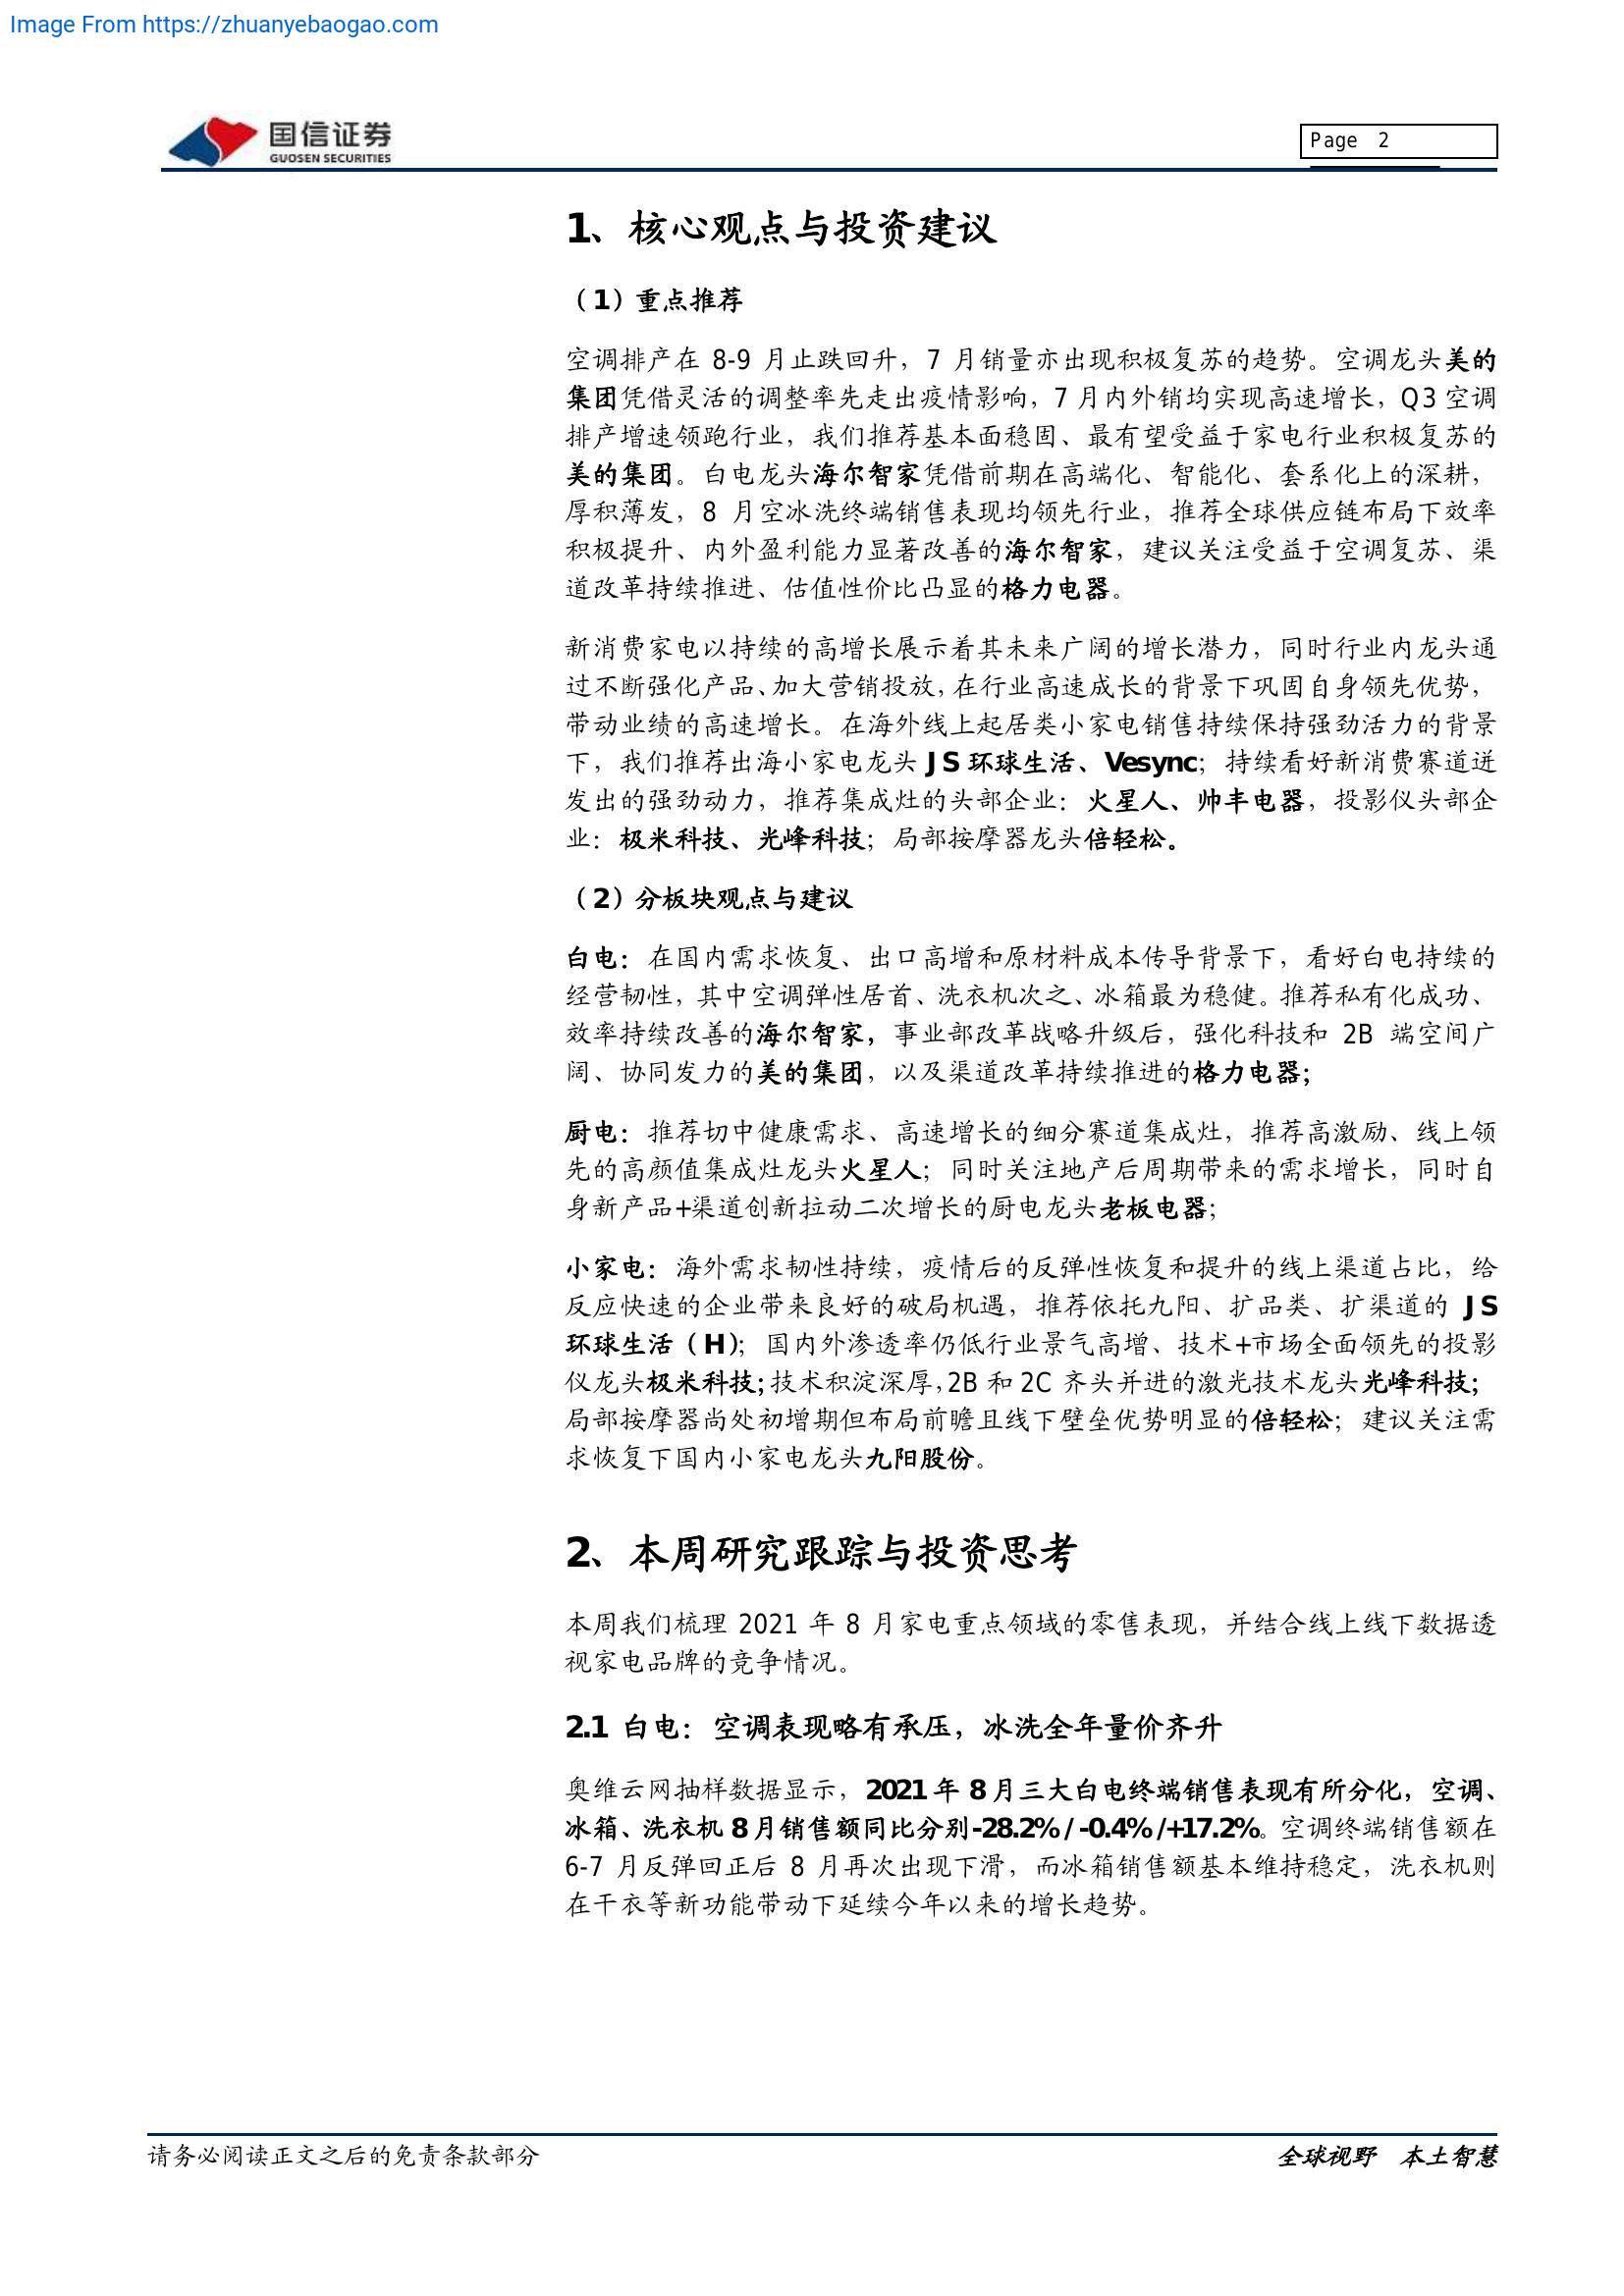 Image From https://zhuanyebaogao.com
国信证券
GUOSEN SECURITIES
Page 2
1、核心观点与投资建议
（1）重点推荐
空调排产在 8-9 月止跌回升，7 月销量亦出现积极复苏的趋势。空调龙头美的
集团凭借灵活的调整率先走出疫情影响，7 月内外销均实现高速增长，Q3 空调
排产增速领跑行业，我们推荐基本面稳固、最有望受益于家电行业积极复苏的
美的集团。白电龙头海尔智家凭借前期在高端化、智能化、套系化上的深耕，
厚积薄发，8 月空冰洗终端销售表现均领先行业，推荐全球供应链布局下效率
积极提升、内外盈利能力显著改善的海尔智家，建议关注受益于空调复苏、渠
道改革持续推进、估值性价比凸显的格力电器。
新消费家电以持续的高增长展示着其未来广阔的增长潜力，同时行业内龙头通
过不断强化产品、加大营销投放，在行业高速成长的背景下巩固自身领先优势，
带动业绩的高速增长。在海外线上起居类小家电销售持续保持强劲活力的背景
下，我们推荐出海小家电龙头 JS 环球生活、Vesync；持续看好新消费赛道迸
发出的强劲动力，推荐集成灶的头部企业：火星人、帅丰电器，投影仪头部企
业：极米科技、光峰科技；局部按摩器龙头倍轻松。
（2）分板块观点与建议
白电：在国内需求恢复、出口高增和原材料成本传导背景下，看好白电持续的
经营韧性，其中空调弹性居首、洗衣机次之、冰箱最为稳健。推荐私有化成功、
效率持续改善的海尔智家，事业部改革战略升级后，强化科技和 2B 端空间广
阔、协同发力的美的集团，以及渠道改革持续推进的格力电器；
厨电：推荐切中健康需求、高速增长的细分赛道集成灶，推荐高激励、线上领
先的高颜值集成灶龙头火星人；同时关注地产后周期带来的需求增长，同时自
身新产品+渠道创新拉动二次增长的厨电龙头老板电器；
小家电：海外需求韧性持续，疫情后的反弹性恢复和提升的线上渠道占比，给
反应快速的企业带来良好的破局机遇，推荐依托九阳、扩品类、扩渠道的 JS
环球生活（H）；国内外渗透率仍低行业景气高增、技术+市场全面领先的投影
仪龙头极米科技；技术积淀深厚，2B 和 2C 齐头并进的激光技术龙头光峰科技；
局部按摩器尚处初增期但布局前瞻且线下壁垒优势明显的倍轻松；建议关注需
求恢复下国内小家电龙头九阳股份。
2、本周研究跟踪与投资思考
本周我们梳理 2021 年 8 月家电重点领域的零售表现，并结合线上线下数据透
视家电品牌的竞争情况。
2.1 白电：空调表现略有承压，冰洗全年量价齐升
奥维云网抽样数据显示，2021 年 8 月三大白电终端销售表现有所分化，空调、
冰箱、洗衣机 8 月销售额同比分别-28.2% / -0.4% /+17.2%。空调终端销售额在
6-7 月反弹回正后 8 月再次出现下滑，而冰箱销售额基本维持稳定，洗衣机则
在干衣等新功能带动下延续今年以来的增长趋势。
请务必阅读正文之后的免责条款部分
全球视野 本土智慧